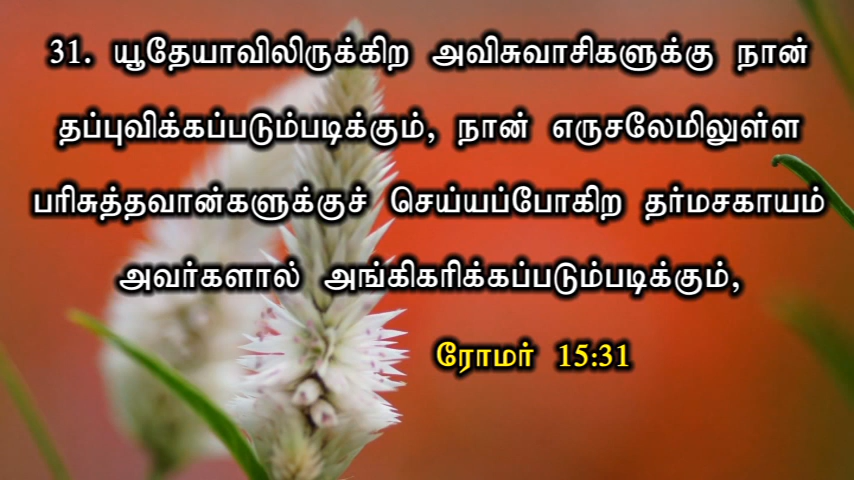 31. யூதேயாவிலிருக்கிற அவிசுவாசிகளுக்கு நான்
தப்புவிக்கப்படும்படிக்கும், நான் எருசலேமிலுள்ள
பரிசுத்தவான்களுக்குச் செய்யப்போகிற தர்மசகாயம்
அவர்களால் அங்கிகரிக்கப்படும்படிக்கும்,
ரோமர் 15:31